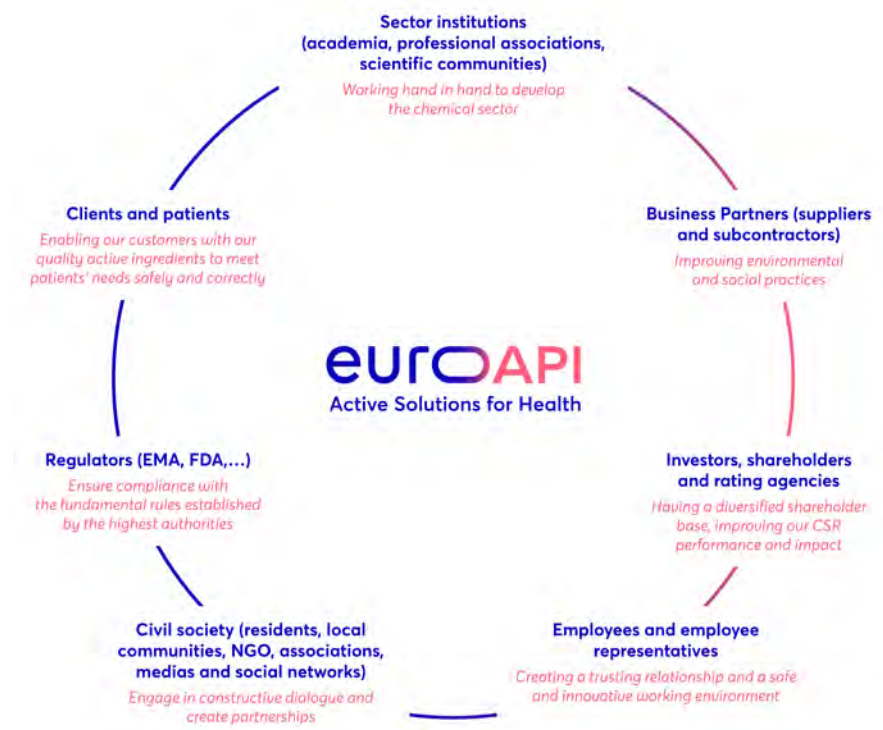 Sector institutions
(academia, professional associations,
scientific communities)
Working hand in hand to develop
the chemical sector
Business Partners (suppliers
and subcontractors)
Improving environmental
and social practices
Investors, shareholders
and rating agencies
Having a diversified shareholder
base, improving our CSR
performance and impact
Employees and employee
representatives
Creating a trusting relationship and a safe
and innovative working environment
Civil society (residents, local
communities, NGO, associations,
medias and social networks)
Engage in constructive dialogue and
create partnerships
Regulators (EMA, FDA,...)
Ensure compliance with
the fundamental rules established
by the highest authorities
Clients and patients
Enabling our customers with our
quality active ingredients to meet
patients' needs safely and correctly
euroAPI
Active Solutions for Health